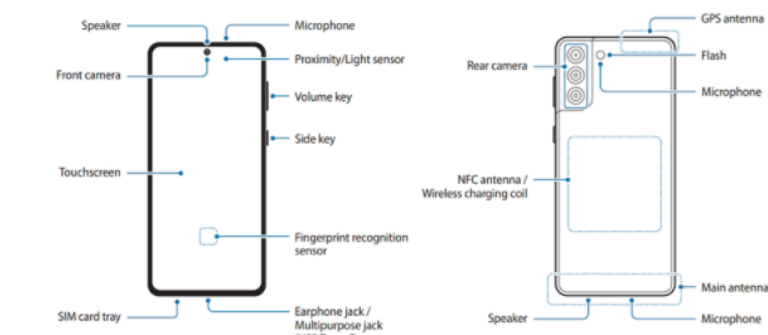 Speaker
Microphone
Front camera
Proximity/Light sensor
Volume key
Side key
Touchscreen
Fingerprint recognition
sensor
SIM card tray
Earphone jack /
Multipurpose jack
GPS antenna
Rear camera
Flash
Microphone
NFC antenna /
Wireless charging coil
Main antenna
Speaker
Microphone